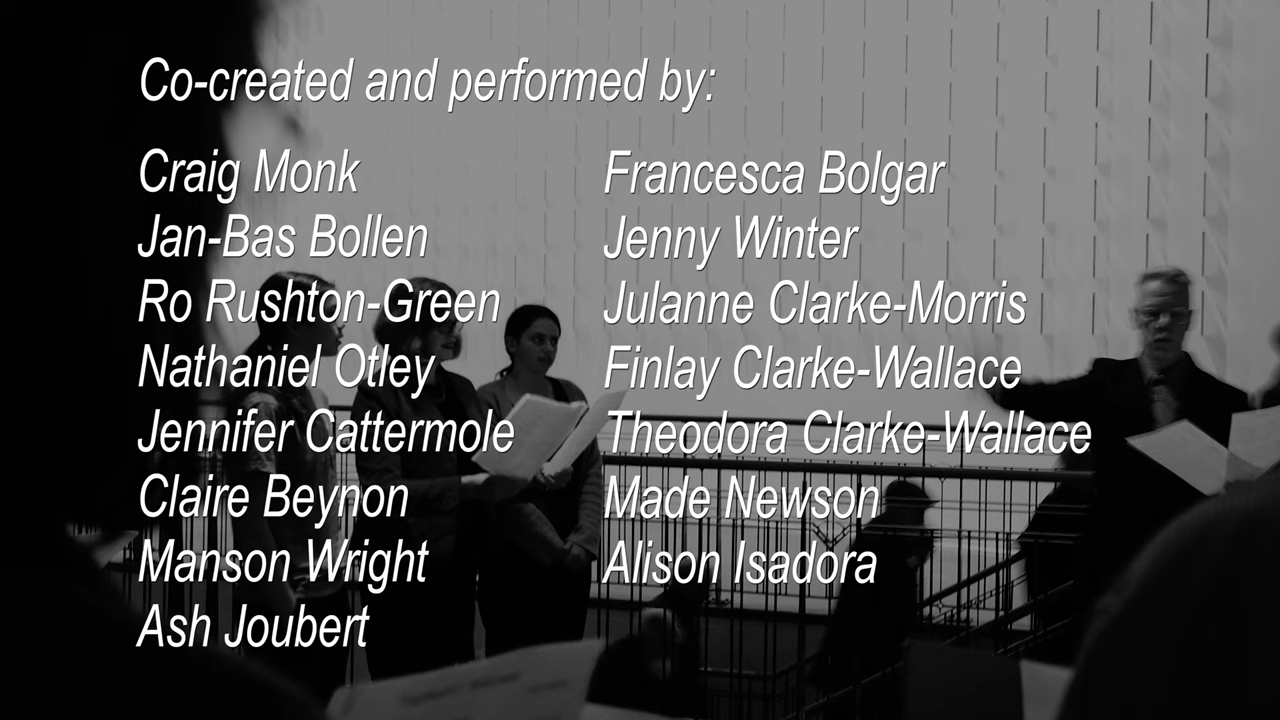 Co-created and performed by:
Craig Monk
Jan-Bas Bollen
Ro Rushton-Green
Nathaniel Otley
Jennifer Cattermole
Claire Beynon
Manson Wright
Ash Joubert
Francesca Bolgar
Jenny Winter
Julanne Clarke-Morris
Finlay Clarke-Wallace
Theodora Clarke-Wallace
Made Newson
Alison Isadora